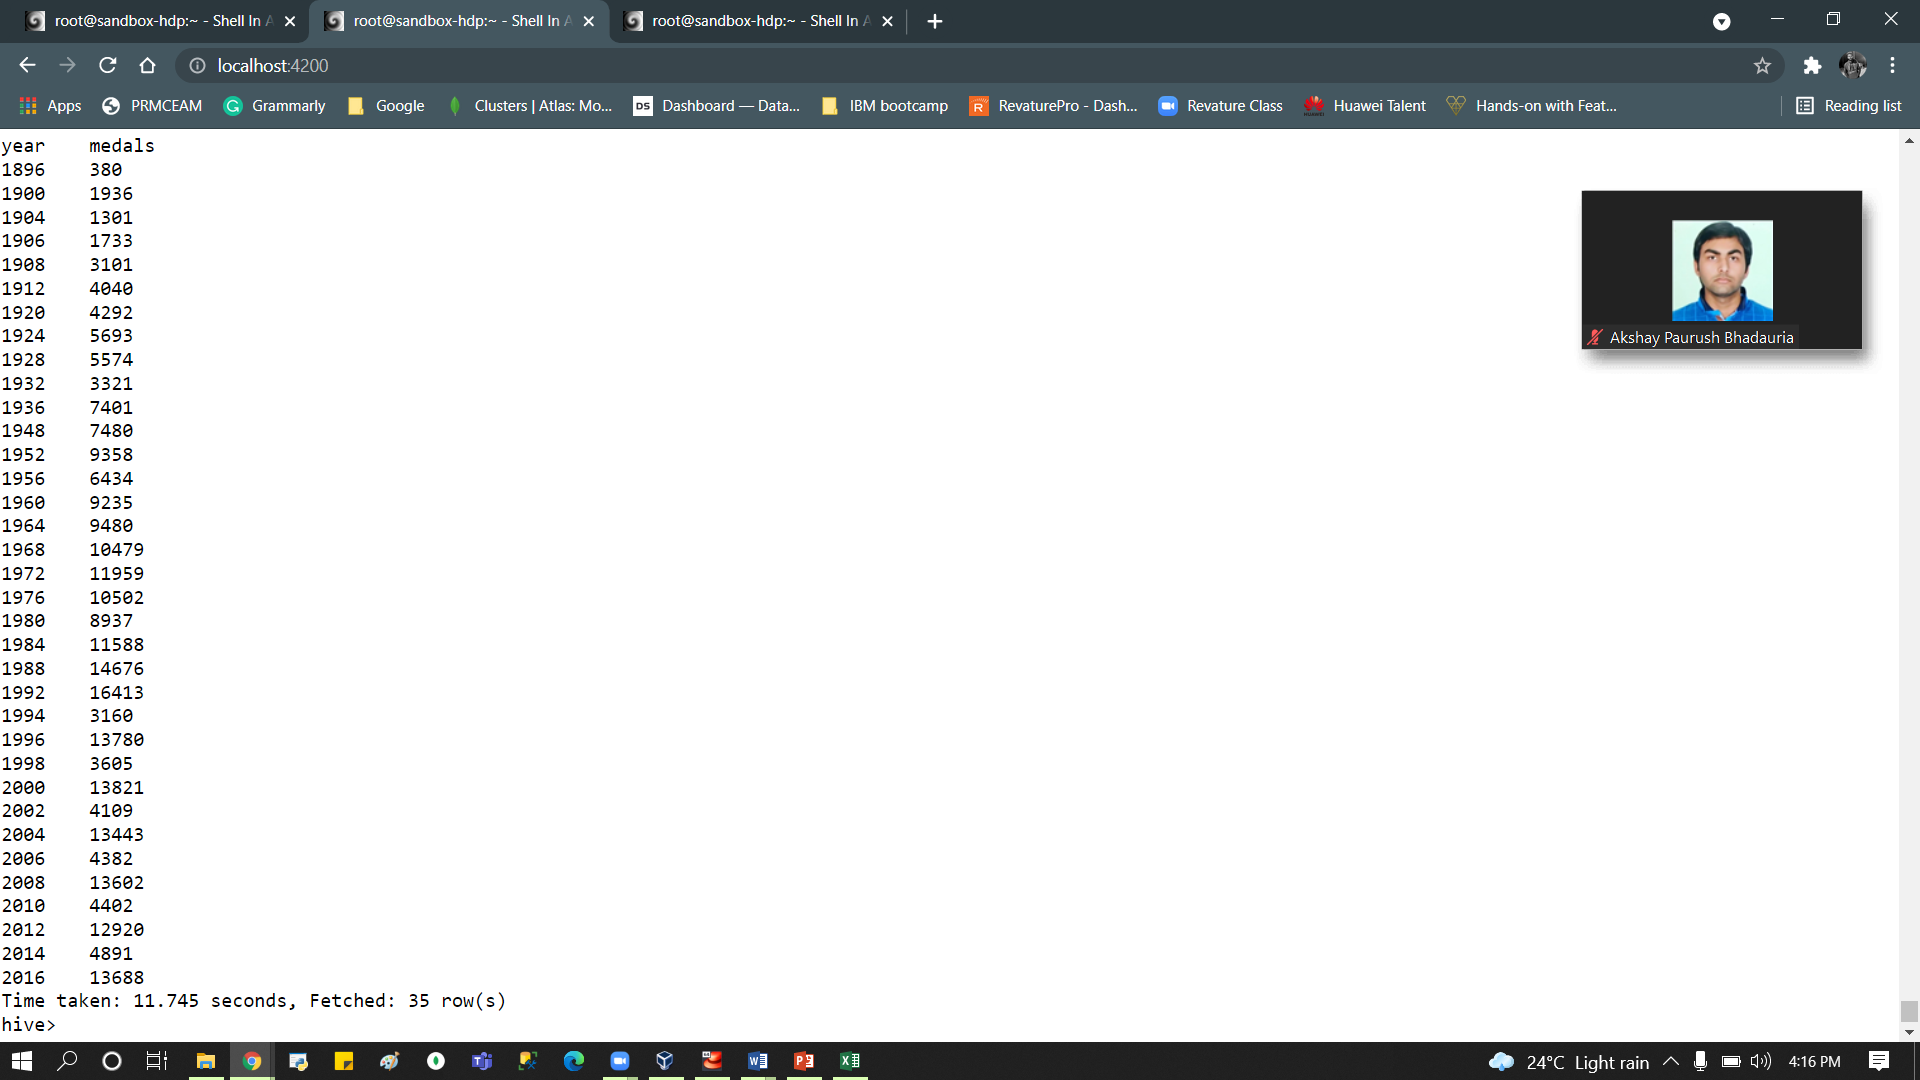 root@sandbox-hdp:~ - Shell In A
root@sandbox-hdp:~ - Shell In A
root@sandbox-hdp:~ - Shell In A
localhost:4200
Apps
PRMCEAM
Grammarly
Google
Clusters | Atlas: Mo...
DS
Dashboard — Data...
IBM bootcamp
RevaturePro - Dash...
Revature Class
Huawei Talent
Hands-on with Feat...
Reading list
year medals
1896 380
1900 1936
1904 1301
1906 1733
1908 3101
1912 4040
1920 4292
1924 5693
1928 5574
1932 3321
1936 7401
1948 7480
1952 9358
1956 6434
1960 9235
1964 9480
1968 10479
1972 11959
1976 10502
1980 8937
1984 11588
1988 14676
1992 16413
1994 3160
1996 13780
1998 3605
2000 13821
2002 4109
2004 13443
2006 4382
2008 13602
2010 4402
2012 12920
2014 4891
2016 13688
Time taken: 11.745 seconds, Fetched: 35 row(s)
hive>
Akshay Paurush Bhadauria
24°C Light rain
4:16 PM